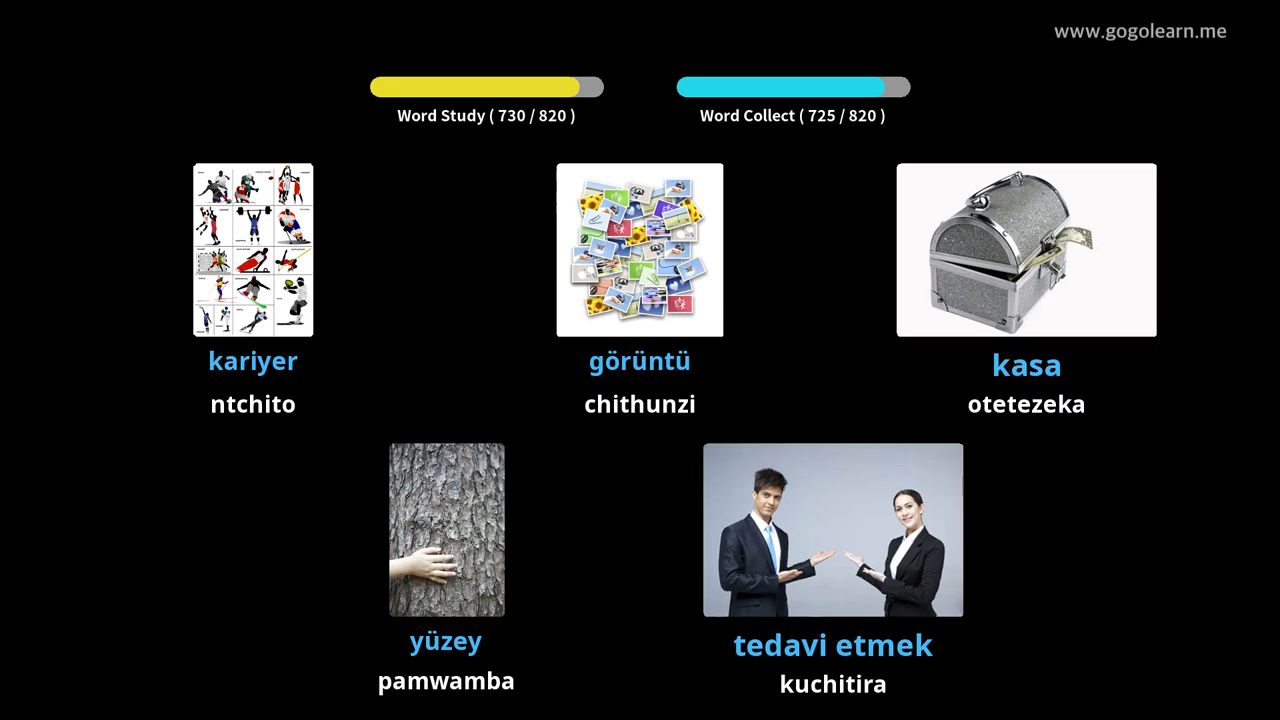 www.gogolearn.me
Word Study ( 730 / 820 )
Word Collect ( 725 / 820 )
kariyer
ntchito
görüntü
chithunzi
kasa
otetezeka
yüzey
pamwamba
tedavi etmek
kuchitira